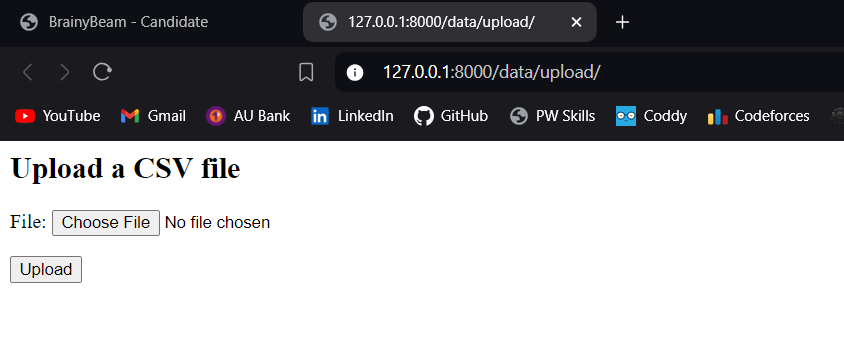 BrainyBeam - Candidate
127.0.0.1:8000/data/upload/
127.0.0.1:8000/data/upload/
YouTube Gmail AU Bank LinkedIn GitHub PW Skills Coddy Codeforces
Upload a CSV file
File: Choose File No file chosen
Upload